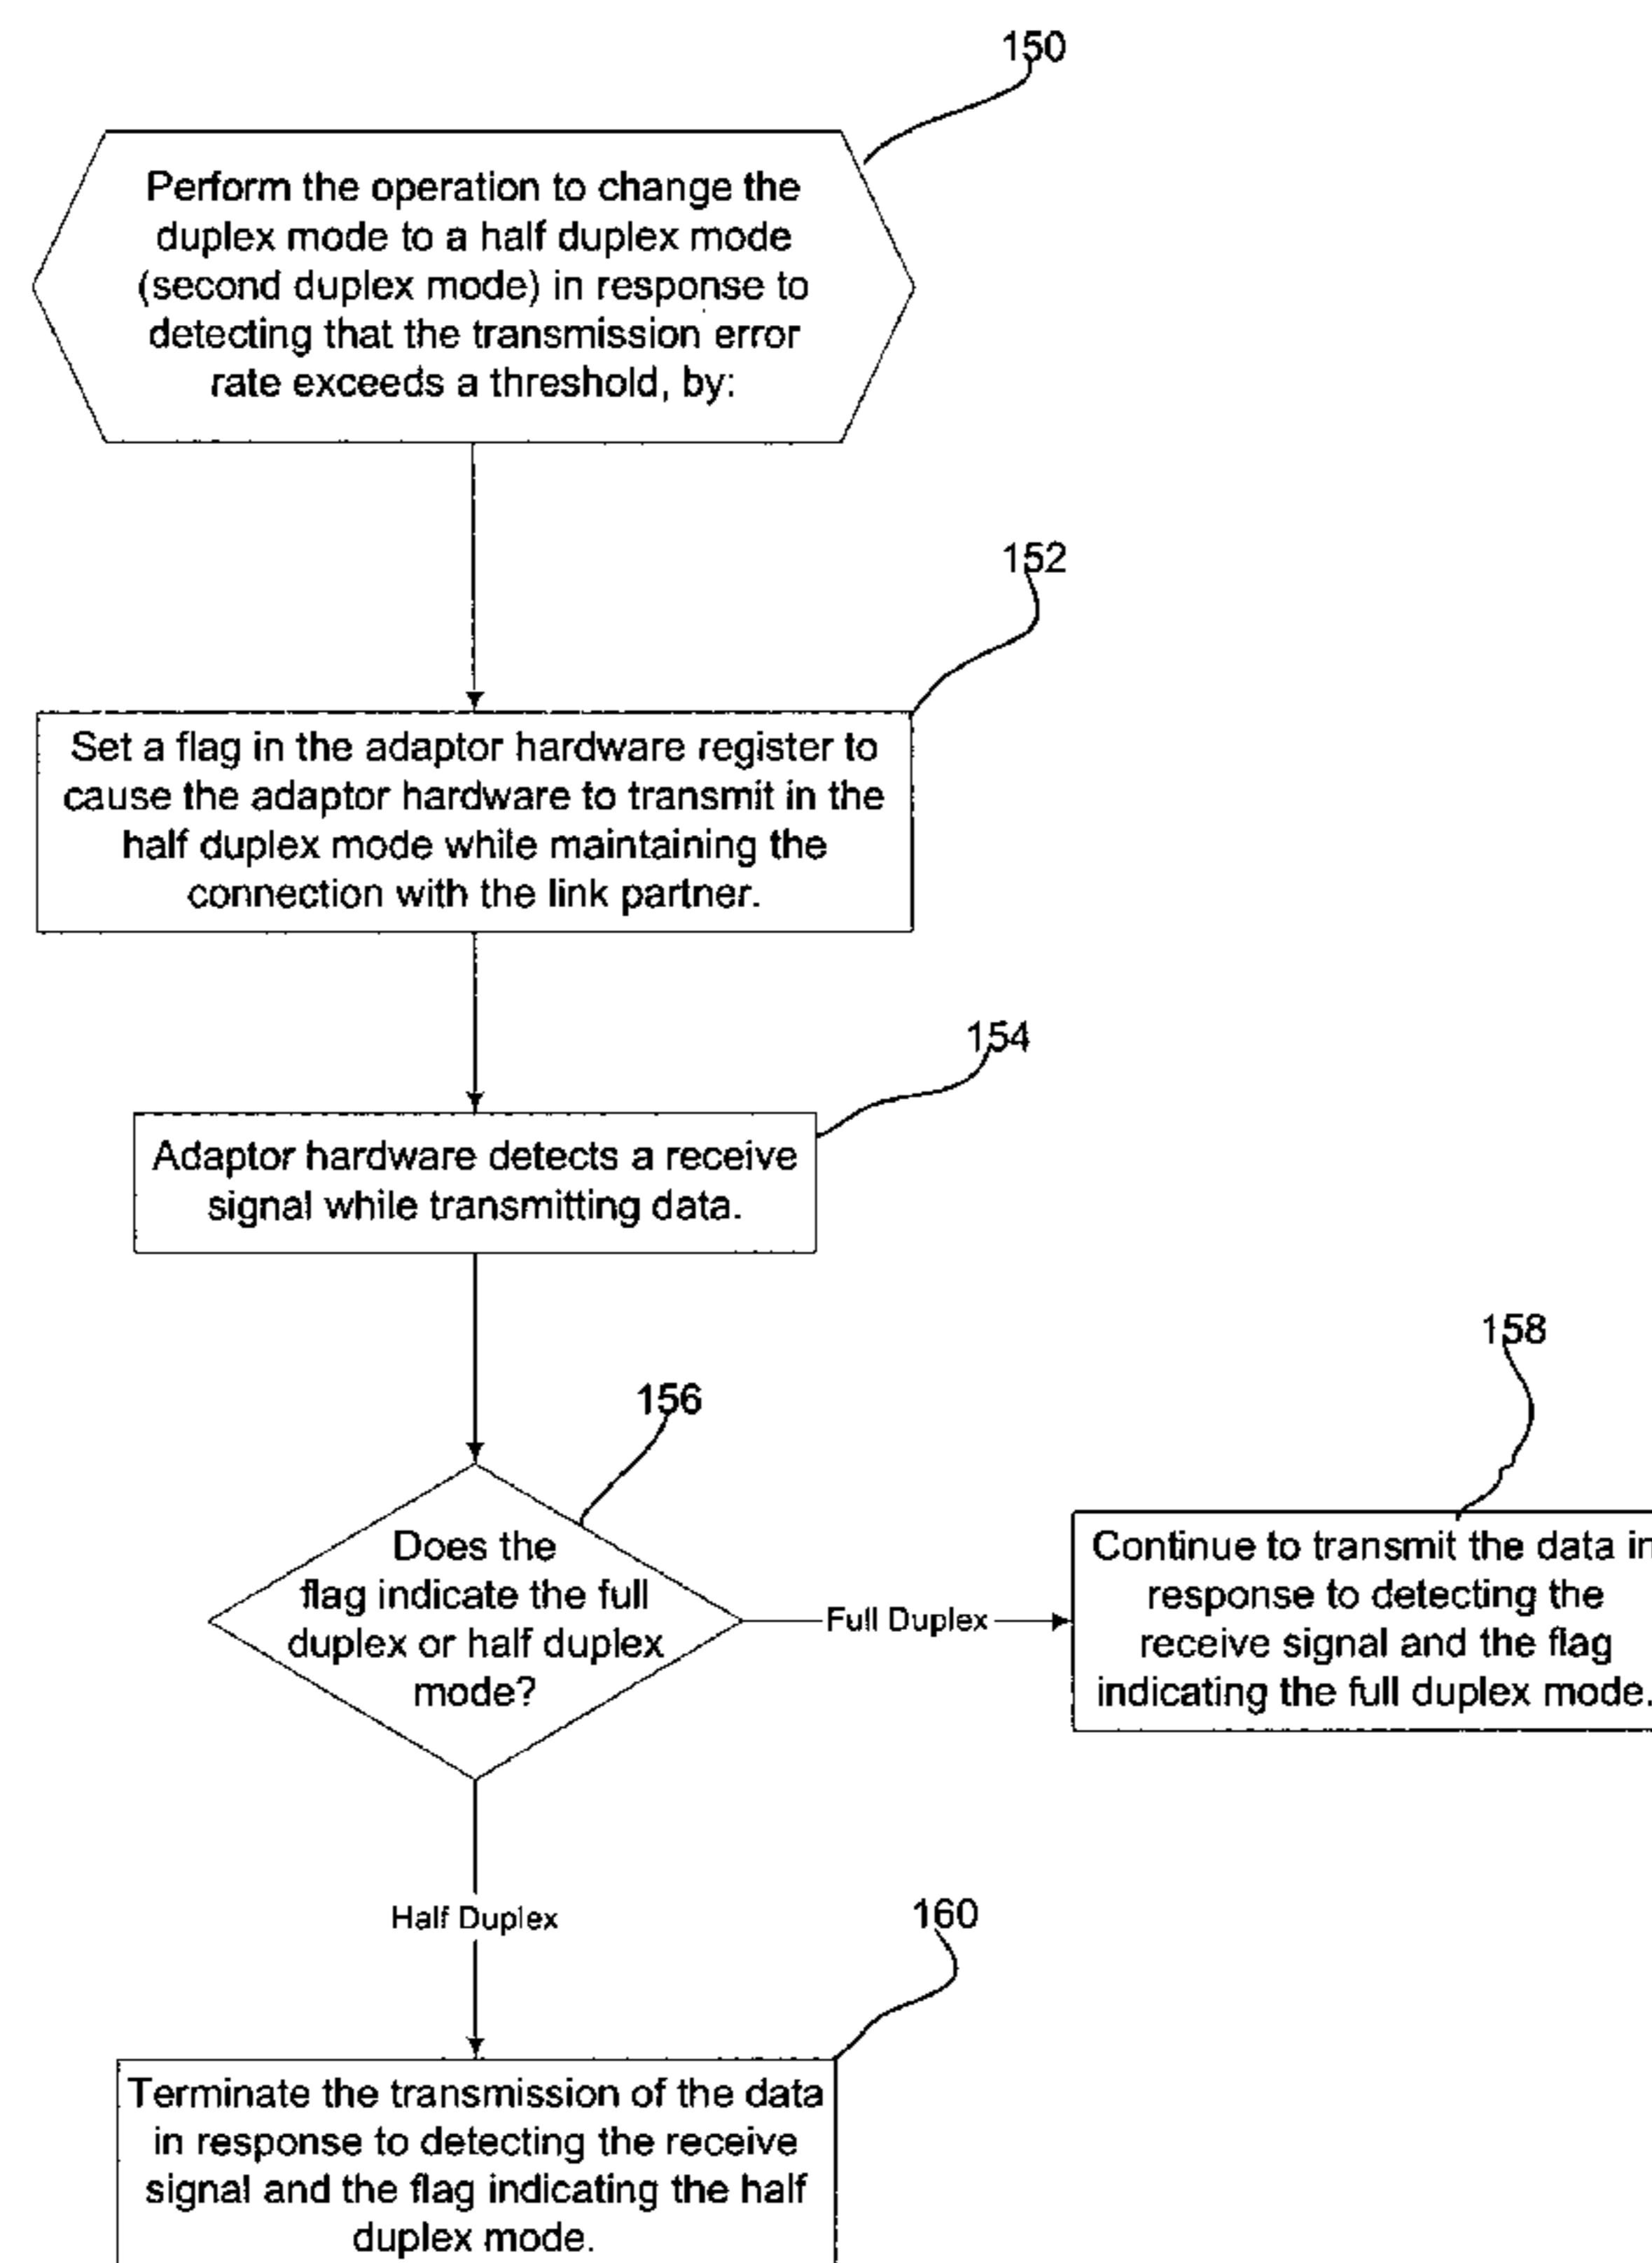 150
Perform the operation to change the
duplex mode to a half duplex mode
(second duplex mode) in response to
detecting that the transmission error
rate exceeds a threshold, by:
152
Set a flag in the adaptor hardware register to
cause the adaptor hardware to transmit in the
half duplex mode while maintaining the
connection with the link partner.
154
Adaptor hardware detects a receive
signal while transmitting data.
156
Does the
flag indicate the full
duplex or half duplex
mode?
Full Duplex
158
Continue to transmit the data in
response to detecting the
receive signal and the flag
indicating the full duplex mode.
Half Duplex
160
Terminate the transmission of the data
in response to detecting the receive
signal and the flag indicating the half
duplex mode.